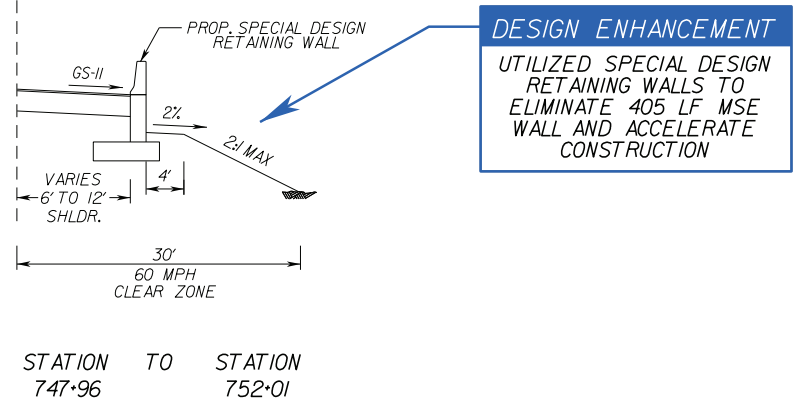 PROP. SPECIAL DESIGN
RETAINING WALL
DESIGN ENHANCEMENT
UTILIZED SPECIAL DESIGN
RETAINING WALLS TO
ELIMINATE 405 LF MSE
WALL AND ACCELERATE
CONSTRUCTION
GS-11
2%
2:1 MAX
VARIES
6' TO 12'
SHLDR.
4'
30'
60 MPH
CLEAR ZONE
STATION TO STATION
747+96 752+01